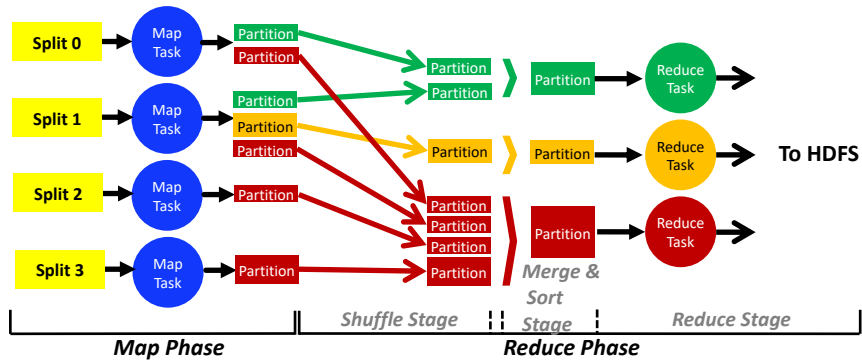 Split 0
Map
Task
Partition
Partition
Split 1
Map
Task
Partition
Partition
Partition
Split 2
Map
Task
Partition
Split 3
Map
Task
Partition
Partition
Partition
Partition
Partition
Partition
Partition
Partition
Partition
Partition
Partition
Reduce
Task
Reduce
Task
Reduce
Task
To HDFS
Shuffle Stage
Merge &
Sort
Stage
Reduce Stage
Map Phase
Reduce Phase